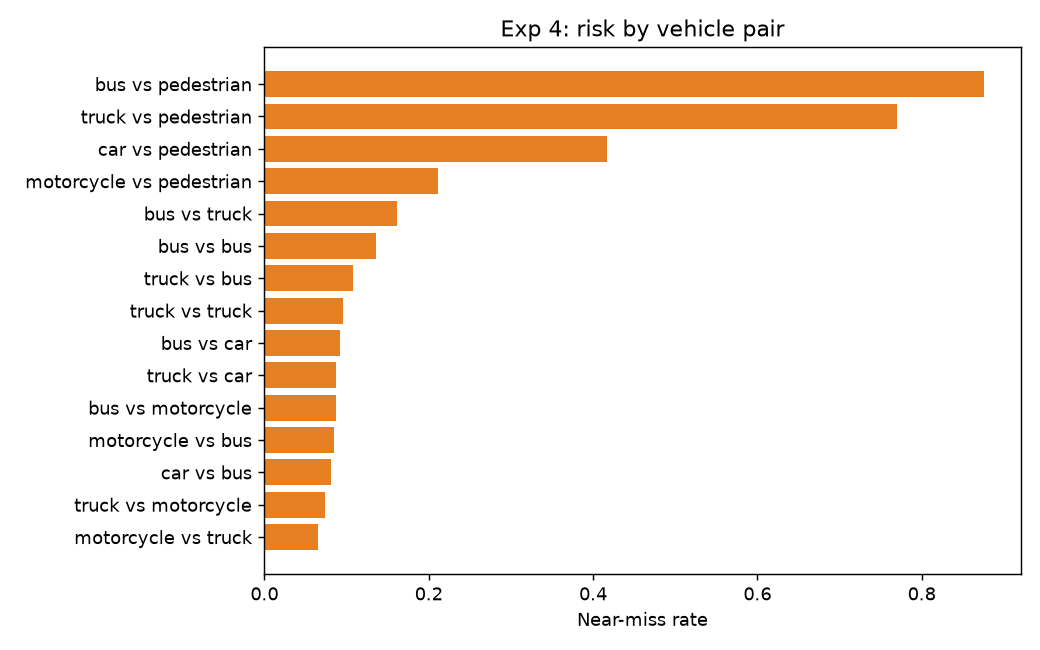 Exp 4: risk by vehicle pair
bus vs pedestrian
truck vs pedestrian
car vs pedestrian
motorcycle vs pedestrian
bus vs truck
bus vs bus
truck vs bus
truck vs truck
bus vs car
truck vs car
bus vs motorcycle
motorcycle vs bus
car vs bus
truck vs motorcycle
motorcycle vs truck
0.0 0.2 0.4 0.6 0.8
Near-miss rate